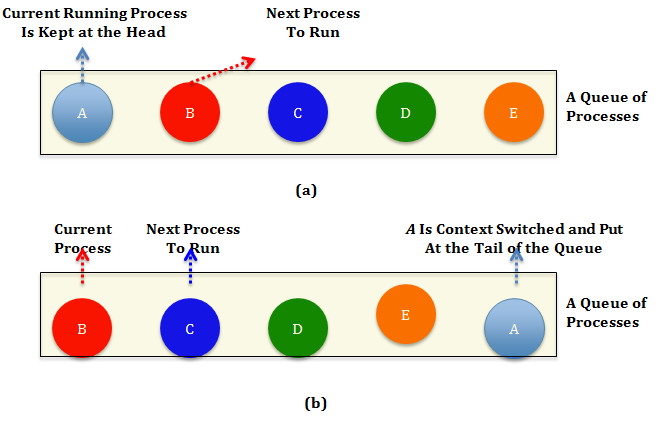 Current Running Process
Is Kept at the Head
Next Process
To Run
A
B
C
D
E
A Queue of
Processes
(a)
Current
Process
Next Process
To Run
A Is Context Switched and Put
At the Tail of the Queue
B
C
D
E
A
A Queue of
Processes
(b)